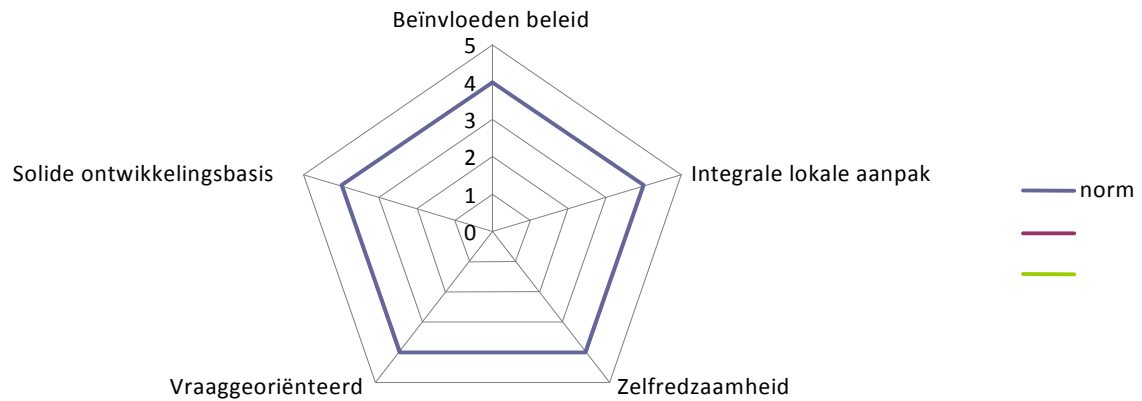 Beïnvloeden beleid
5
4
3
2
1
0
Solide ontwikkelingsbasis
Integrale lokale aanpak
norm
Vraaggeoriënteerd
Zelfredzaamheid